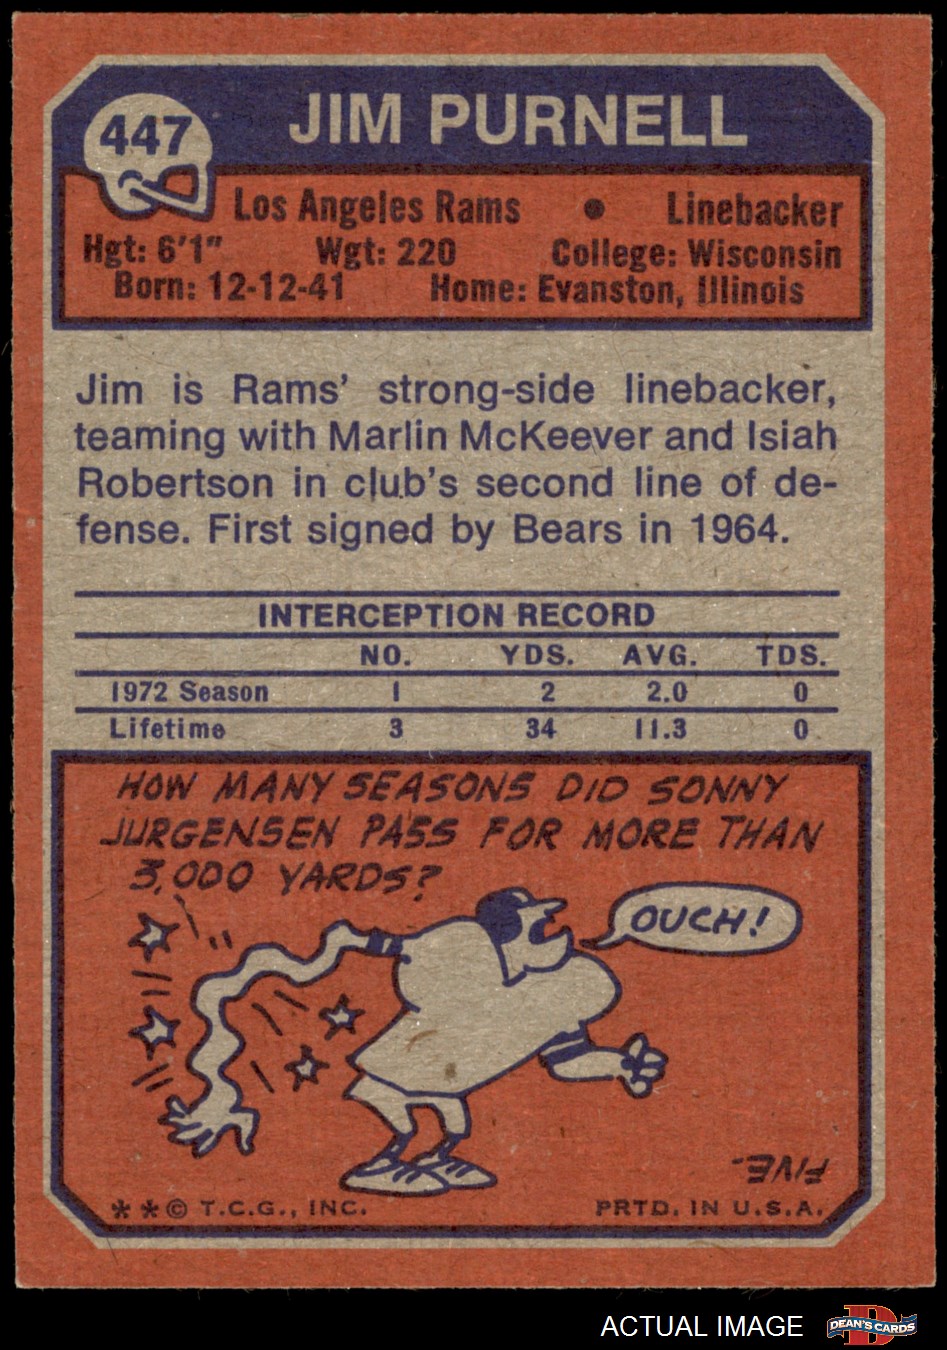 447
JIM PURNELL
Los Angeles Rams • Linebacker
Hgt: 6'1" Wgt: 220 College: Wisconsin
Born: 12-12-41 Home: Evanston, Illinois
Jim is Rams' strong-side linebacker,
teaming with Marlin McKeever and Isiah
Robertson in club's second line of de-
fense. First signed by Bears in 1964.
INTERCEPTION RECORD
NO. YDS. AVG. TDS.
1972 Season 1 2 2.0 0
Lifetime 3 34 11.3 0
HOW MANY SEASONS DID SONNY
JURGENSEN PASS FOR MORE THAN
3,000 YARDS?
OUCH!
FIVE.
* * © T.C.G., INC. PRTD. IN U.S.A.
ACTUAL IMAGE
D
DEAN'S CARDS